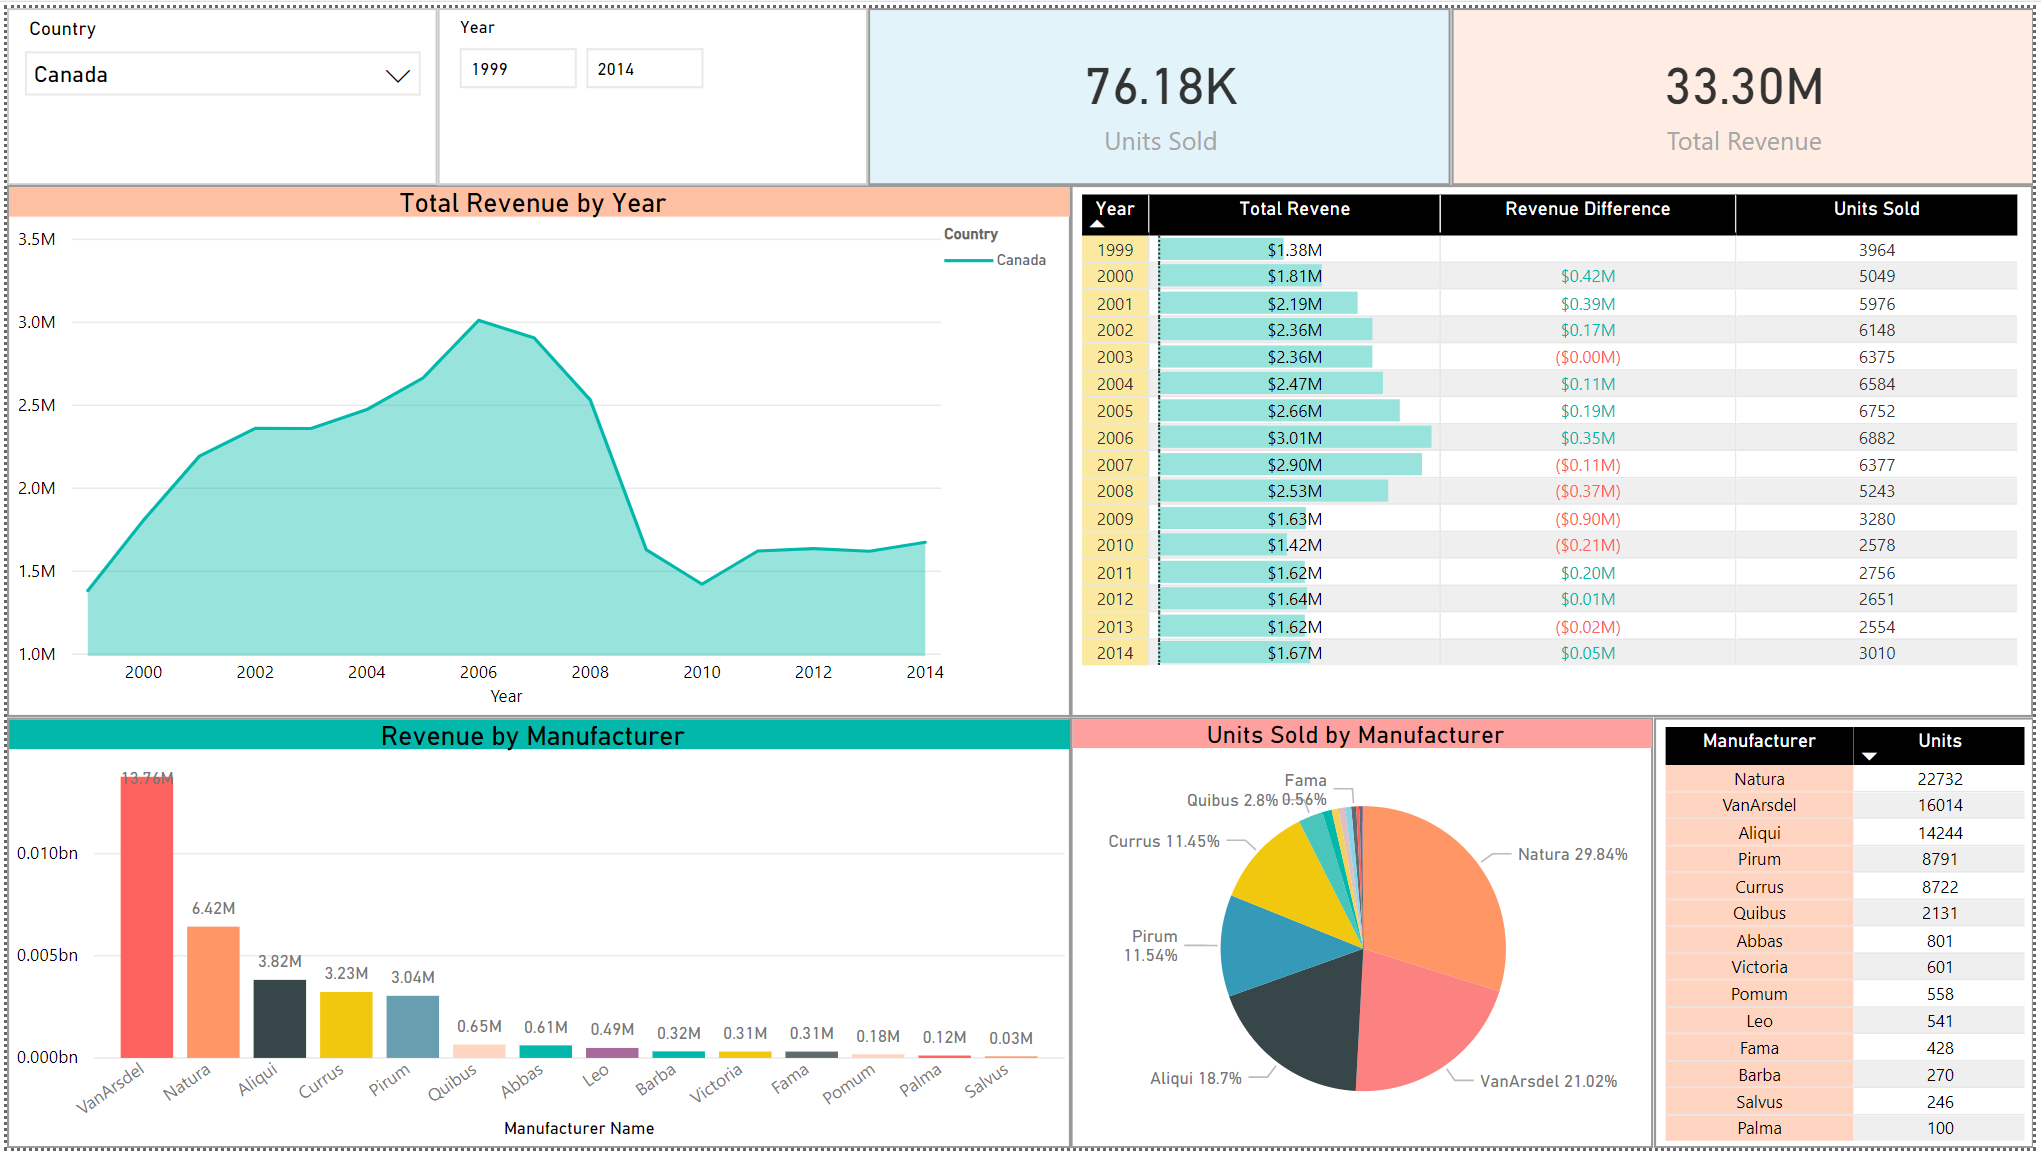 Country
Canada
Year
1999 2014
76.18K
Units Sold
33.30M
Total Revenue
Total Revenue by Year
3.5M
3.0M
2.5M
2.0M
1.5M
1.0M
2000 2002 2004 2006 2008 2010 2012 2014
Year
Country
Canada
Year Total Revene Revenue Difference Units Sold
1999 $1.38M 3964
2000 $1.81M $0.42M 5049
2001 $2.19M $0.39M 5976
2002 $2.36M $0.17M 6148
2003 $2.36M ($0.00M) 6375
2004 $2.47M $0.11M 6584
2005 $2.66M $0.19M 6752
2006 $3.01M $0.35M 6882
2007 $2.90M ($0.11M) 6377
2008 $2.53M ($0.37M) 5243
2009 $1.63M ($0.90M) 3280
2010 $1.42M ($0.21M) 2578
2011 $1.62M $0.20M 2756
2012 $1.64M $0.01M 2651
2013 $1.62M ($0.02M) 2554
2014 $1.67M $0.05M 3010
Revenue by Manufacturer
0.010bn
0.005bn
0.000bn
13.76M 6.42M 3.82M 3.23M 3.04M 0.65M 0.61M 0.49M 0.32M 0.31M 0.31M 0.18M 0.12M 0.03M
VanArsdel Natura Aliqui Currus Pirum Quibus Abbas Leo Barba Victoria Fama Pomum Palma Salvus
Manufacturer Name
Units Sold by Manufacturer
Fama
0.56%
Quibus 2.8%
Currus 11.45%
Natura 29.84%
Pirum
11.54%
Aliqui 18.7%
VanArsdel 21.02%
Manufacturer Units
Natura 22732
VanArsdel 16014
Aliqui 14244
Pirum 8791
Currus 8722
Quibus 2131
Abbas 801
Victoria 601
Pomum 558
Leo 541
Fama 428
Barba 270
Salvus 246
Palma 100